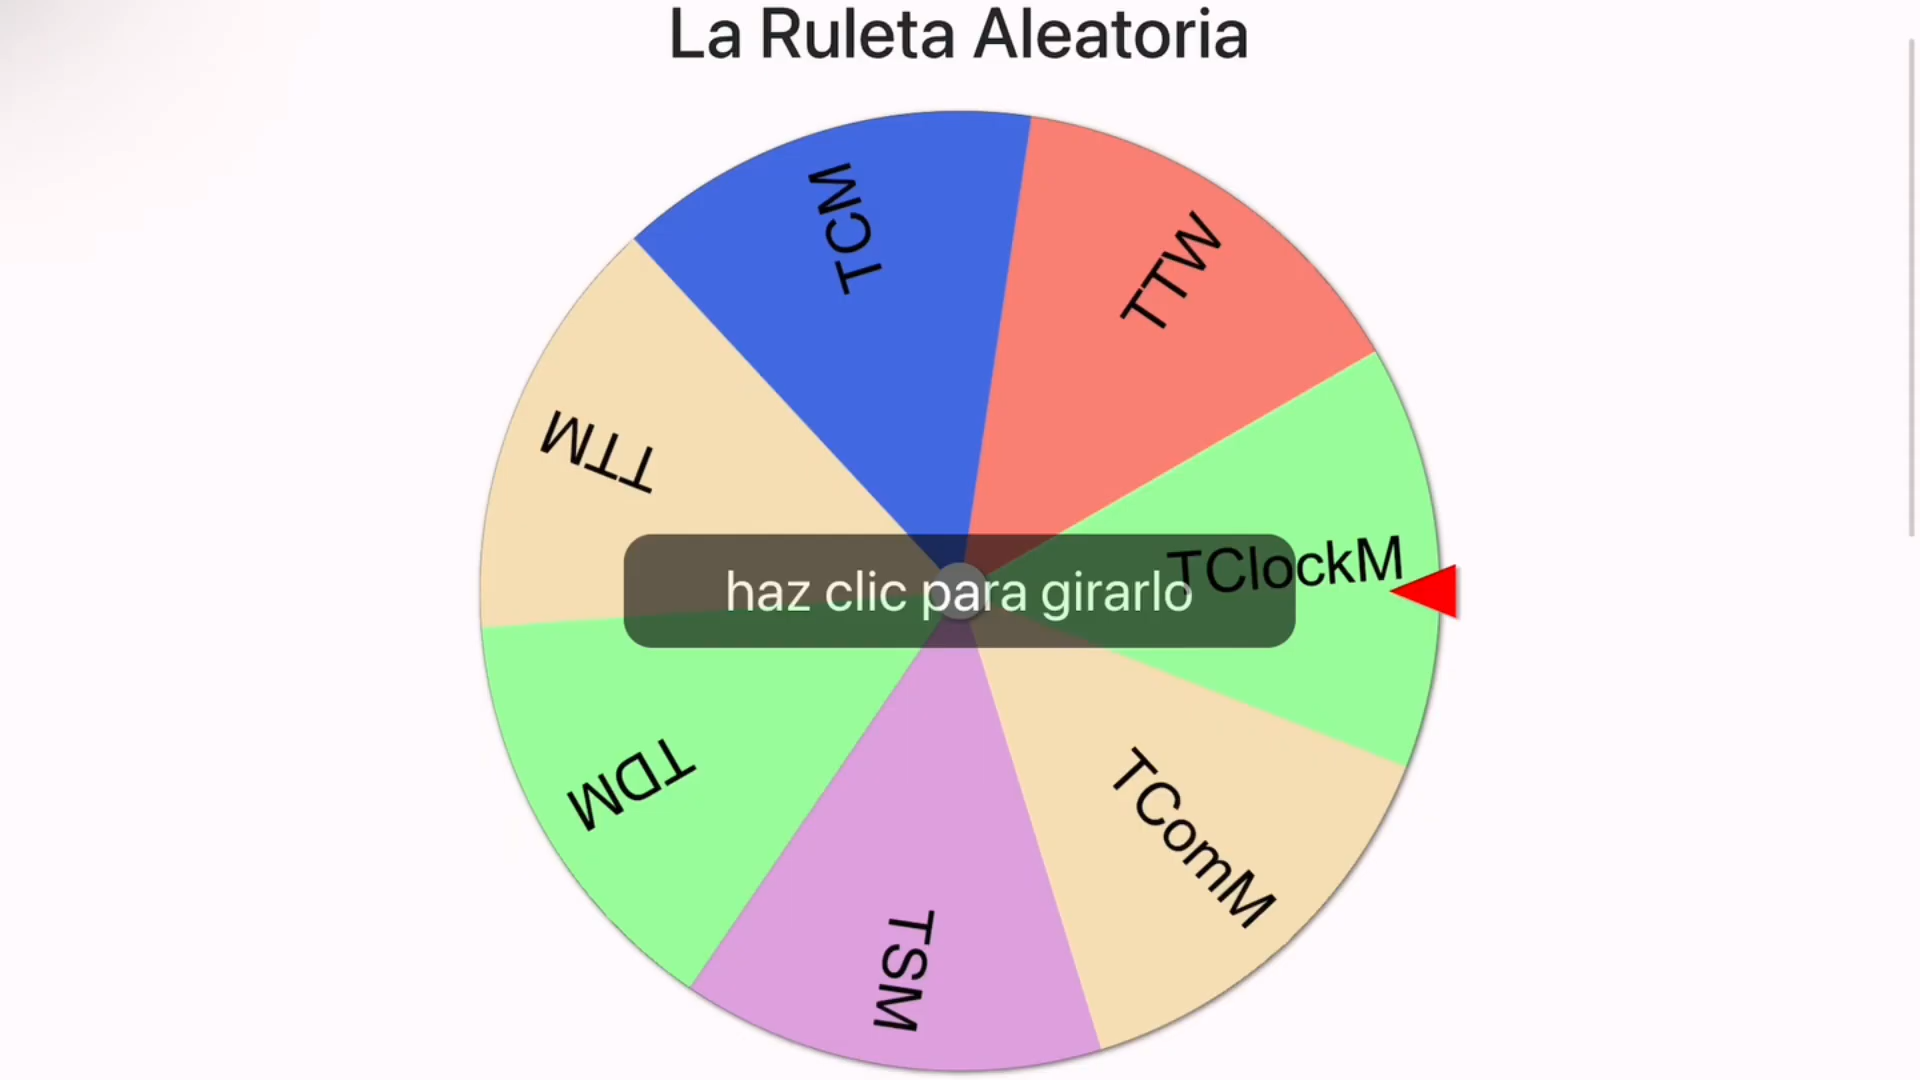 La Ruleta Aleatoria
TCM
TTW
TTM
TClockM
haz clic para girarlo
TDM
TComM
TSM